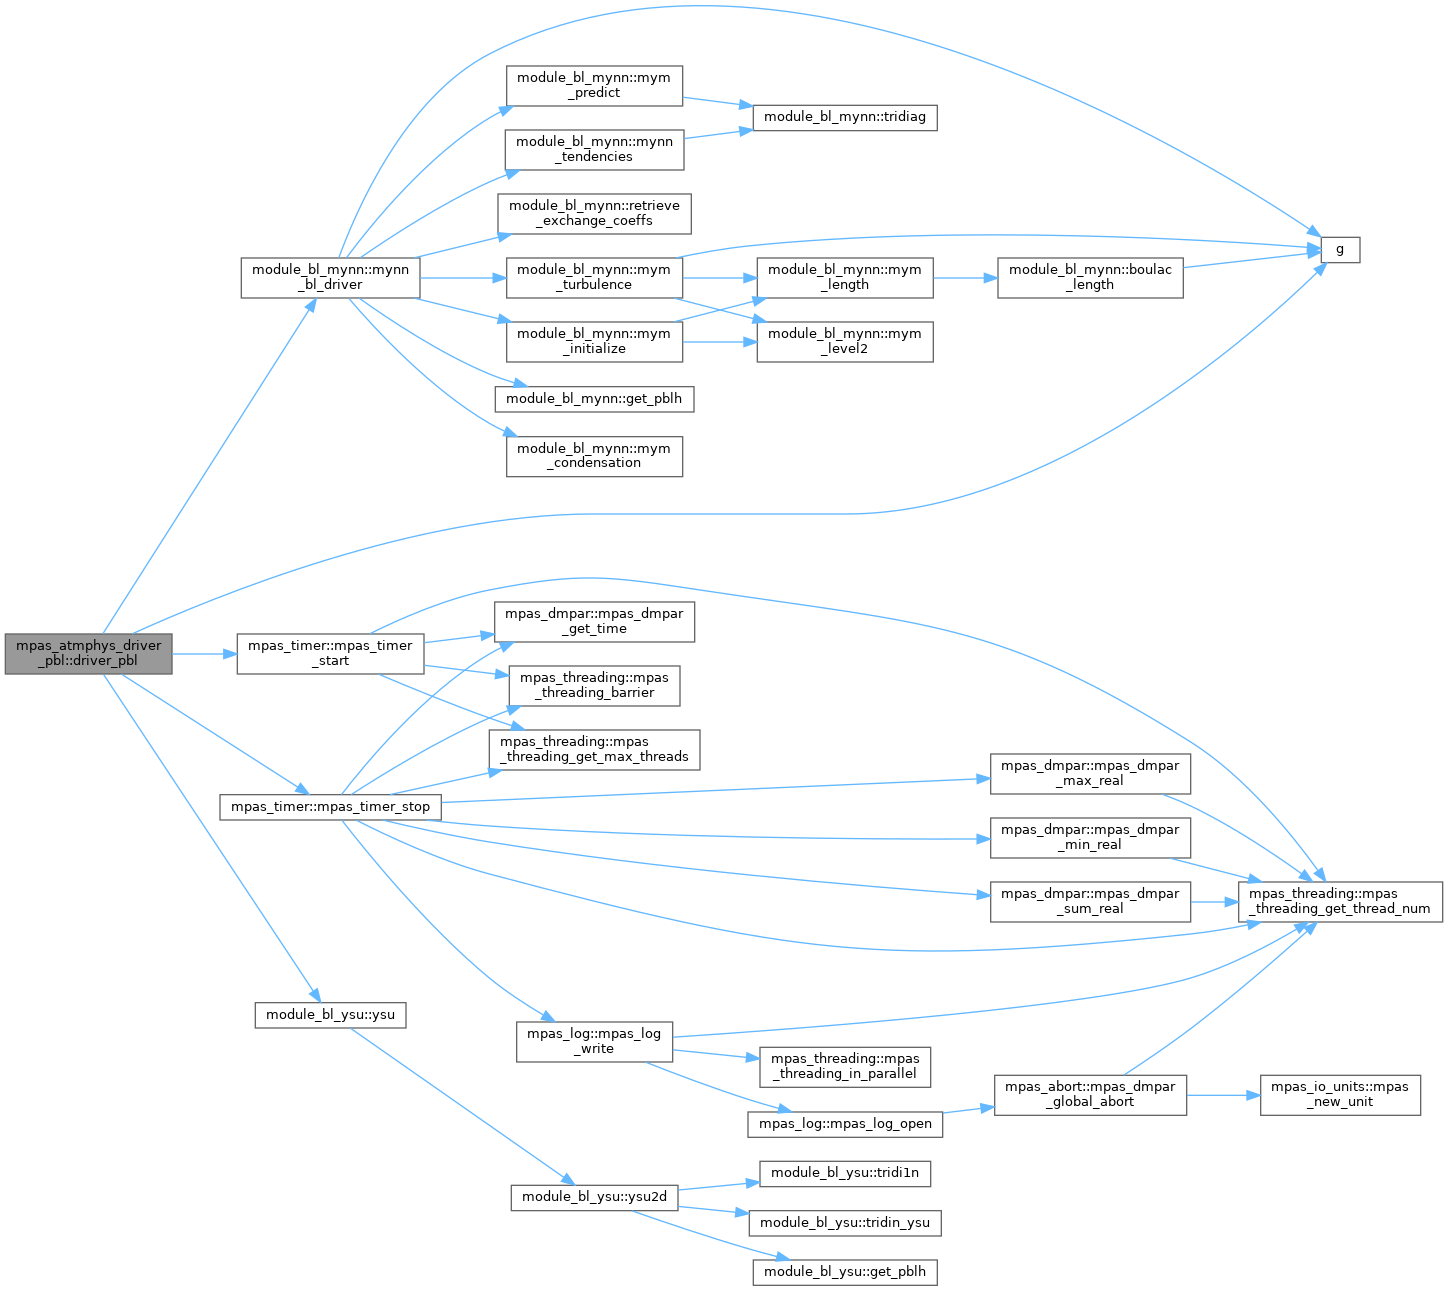 module_bl_mynn::mym
_predict
module_bl_mynn::tridiag
module_bl_mynn::mynn
_tendencies
module_bl_mynn::retrieve
_exchange_coeffs
g
module_bl_mynn::mynn
_bl_driver
module_bl_mynn::mym
_turbulence
module_bl_mynn::mym
_length
module_bl_mynn::boulac
_length
module_bl_mynn::mym
_initialize
module_bl_mynn::mym
_level2
module_bl_mynn::get_pblh
module_bl_mynn::mym
_condensation
mpas_atmphys_driver
_pbl::driver_pbl
mpas_timer::mpas_timer
_start
mpas_dmpar::mpas_dmpar
_get_time
mpas_threading::mpas
_threading_barrier
mpas_threading::mpas
_threading_get_max_threads
mpas_timer::mpas_timer_stop
mpas_dmpar::mpas_dmpar
_max_real
mpas_dmpar::mpas_dmpar
_min_real
mpas_dmpar::mpas_dmpar
_sum_real
mpas_threading::mpas
_threading_get_thread_num
module_bl_ysu::ysu
mpas_log::mpas_log
_write
mpas_threading::mpas
_threading_in_parallel
mpas_abort::mpas_dmpar
_global_abort
mpas_io_units::mpas
_new_unit
mpas_log::mpas_log_open
module_bl_ysu::ysu2d
module_bl_ysu::tridi1n
module_bl_ysu::tridin_ysu
module_bl_ysu::get_pblh